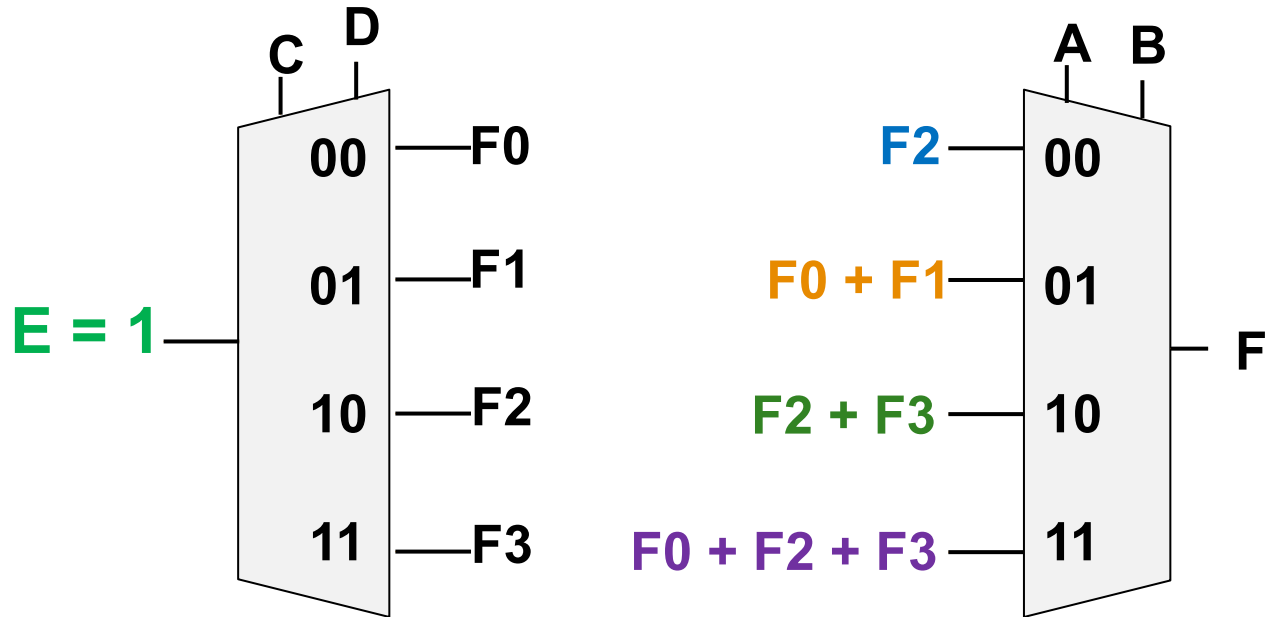 C D
00 F0
01 F1
E = 1
10 F2
11 F3
A B
F2 00
F0 + F1 01
F
F2 + F3 10
F0 + F2 + F3 11